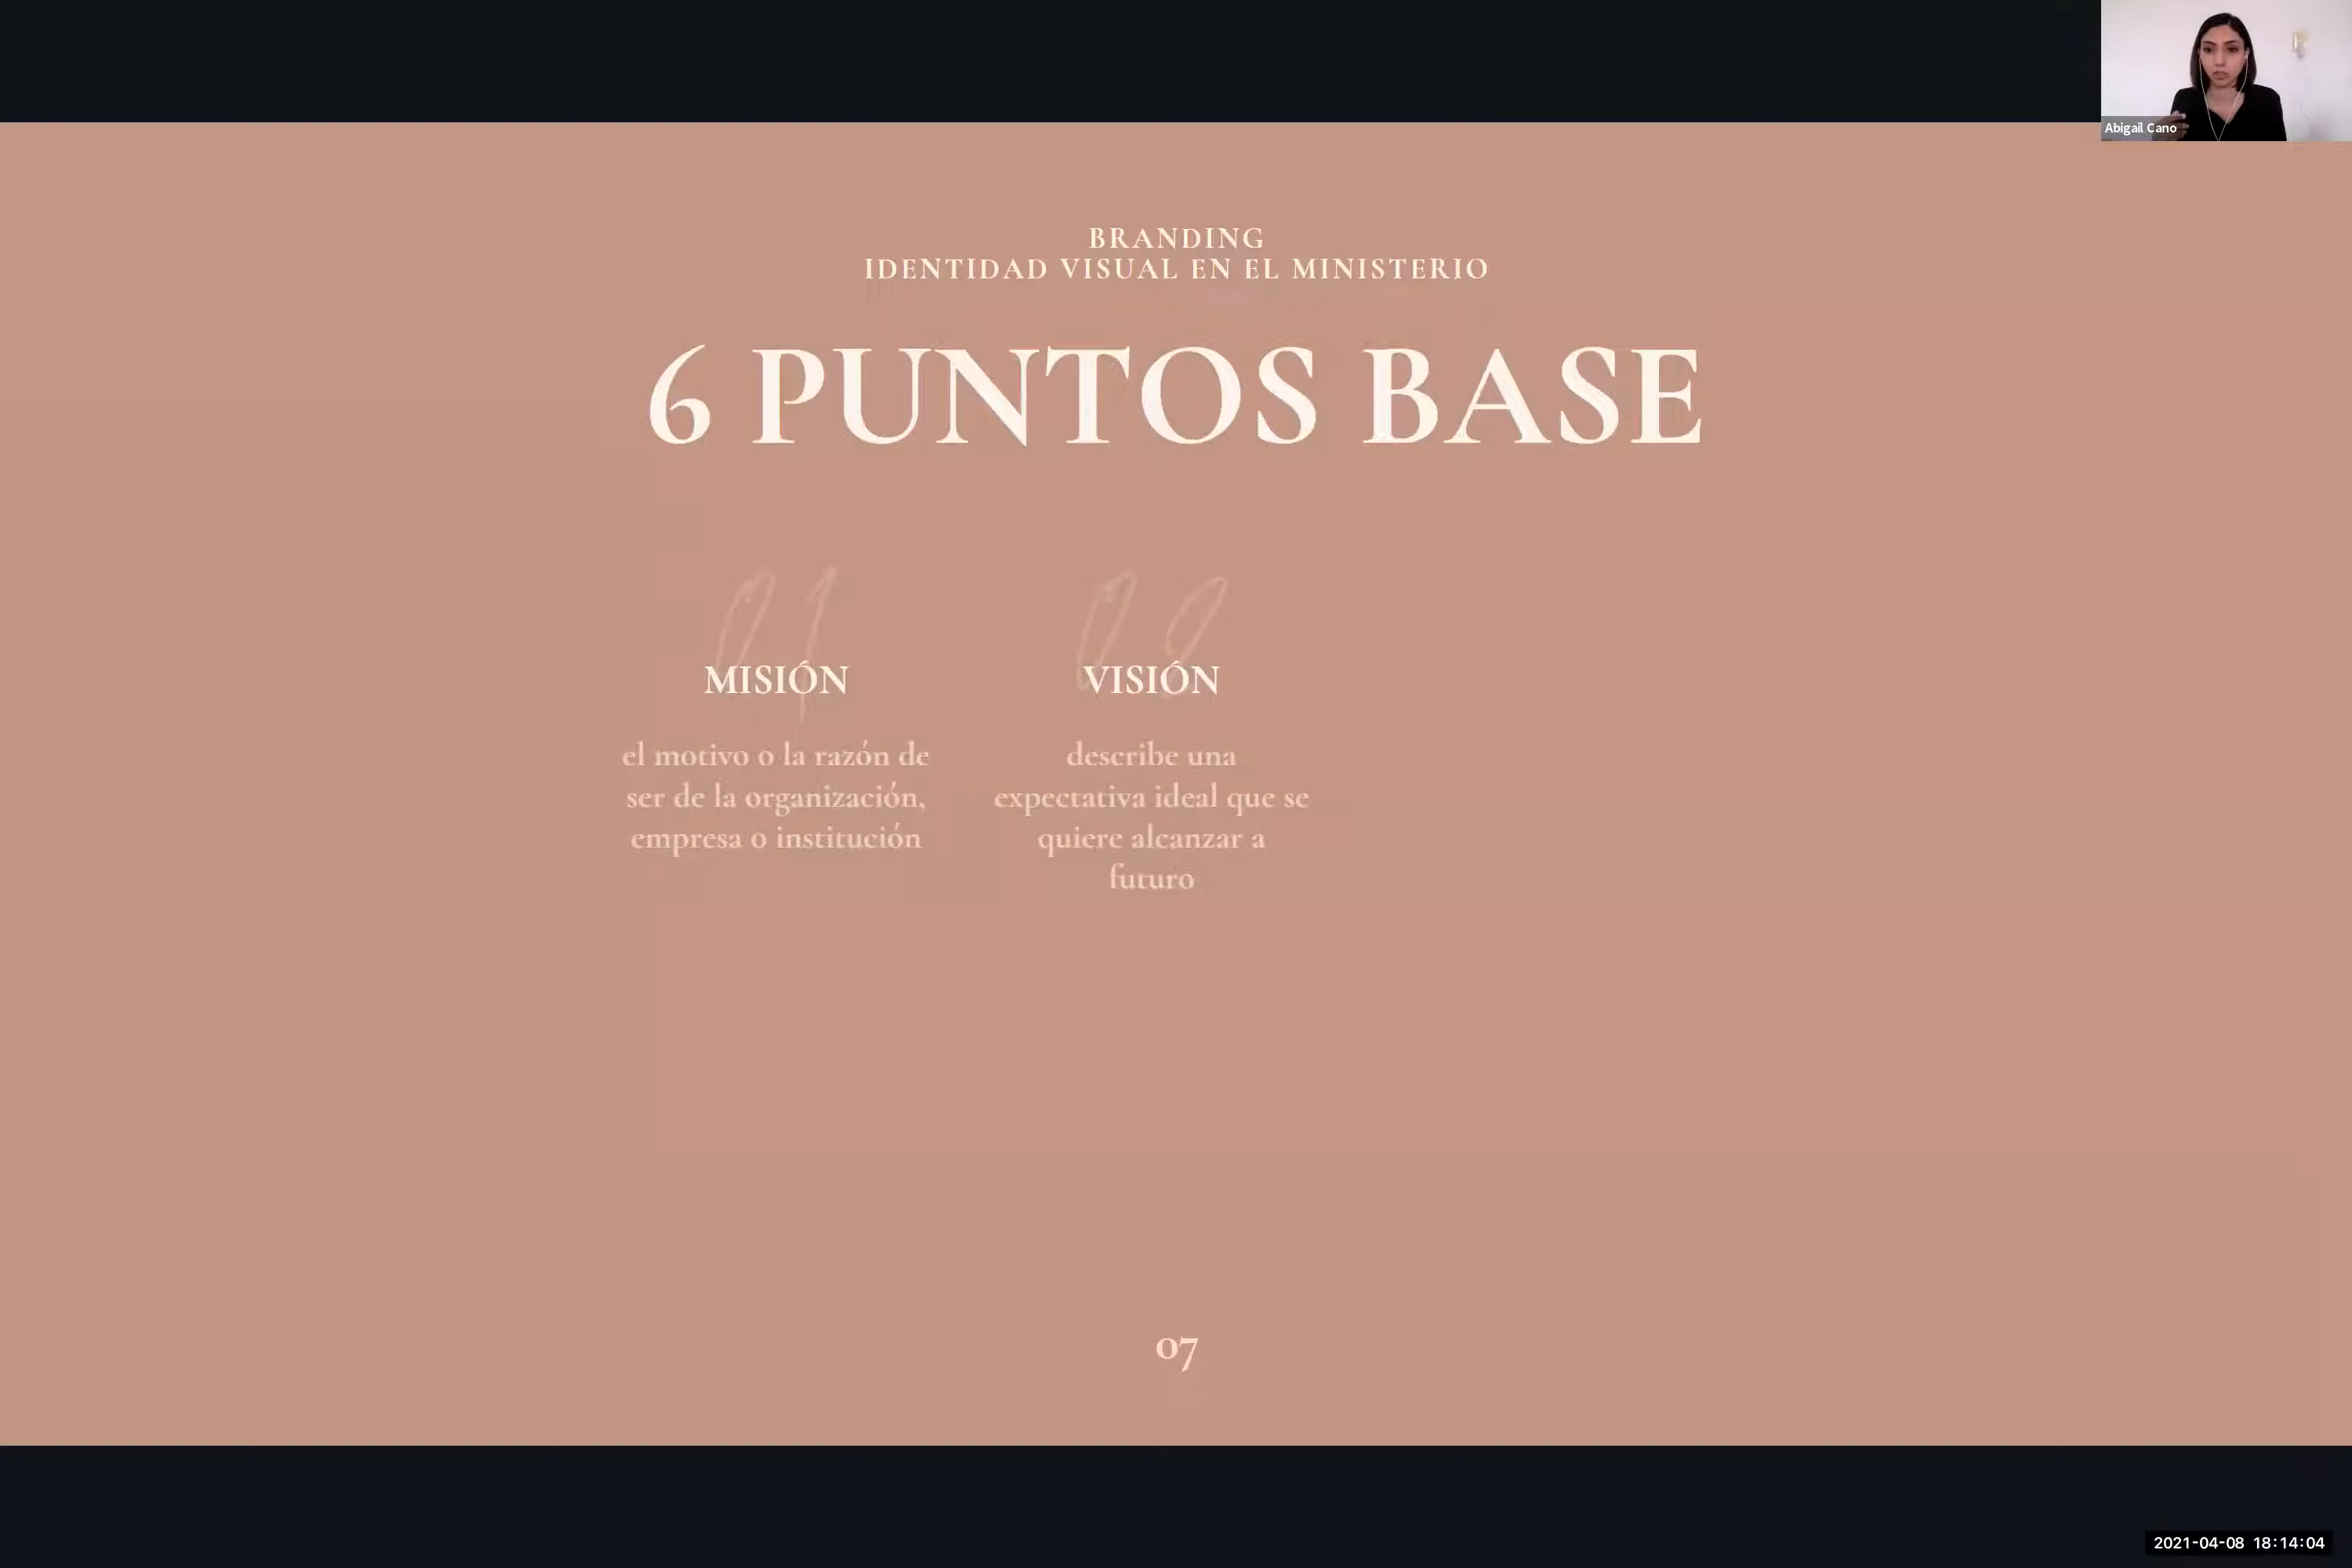 Abigail Cano
BRANDING
IDENTIDAD VISUAL EN EL MINISTERIO
6 PUNTOS BASE
01
MISIÓN
el motivo o la razón de
ser de la organización,
empresa o institución
02
VISIÓN
describe una
expectativa ideal que se
quiere alcanzar a
futuro
07
2021-04-08 18:14:04